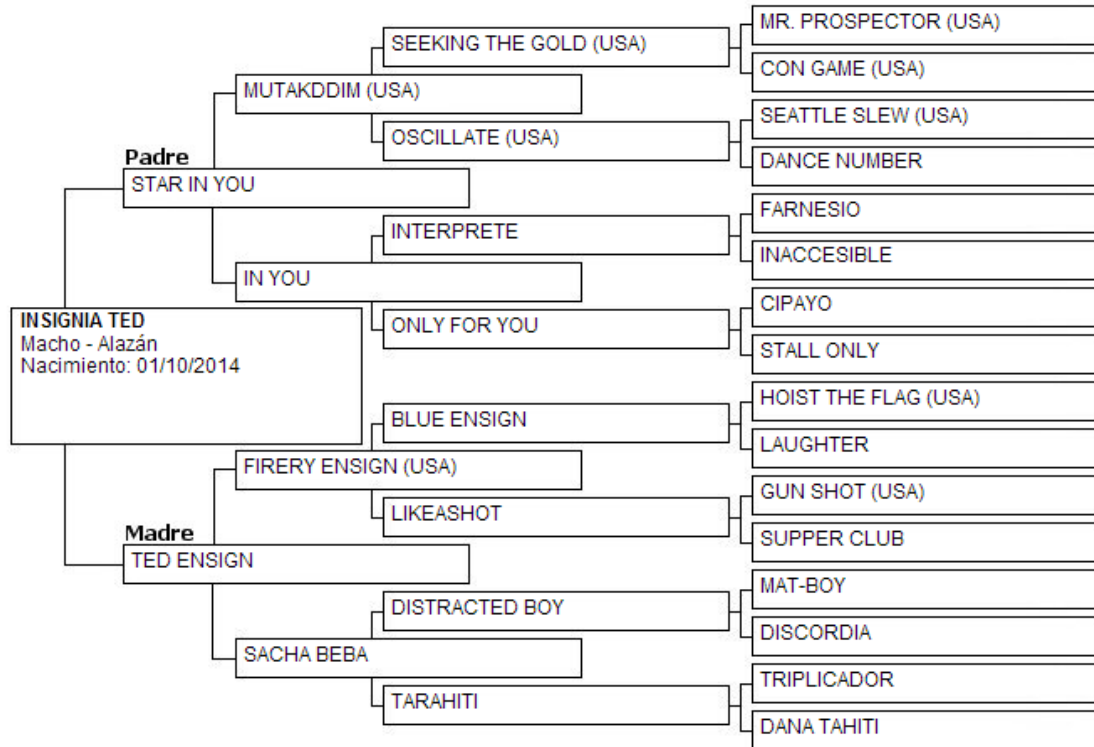 MR. PROSPECTOR (USA)
SEEKING THE GOLD (USA)
CON GAME (USA)
MUTAKDDIM (USA)
SEATTLE SLEW (USA)
OSCILLATE (USA)
DANCE NUMBER
Padre
STAR IN YOU
FARNESIO
INTERPRETE
INACCESIBLE
IN YOU
CIPAYO
ONLY FOR YOU
STALL ONLY
INSIGNIA TED
Macho - Alazán
Nacimiento: 01/10/2014
HOIST THE FLAG (USA)
BLUE ENSIGN
LAUGHTER
FIRERY ENSIGN (USA)
GUN SHOT (USA)
LIKEASHOT
SUPPER CLUB
Madre
TED ENSIGN
MAT-BOY
DISTRACTED BOY
DISCORDIA
SACHA BEBA
TRIPLICADOR
TARAHITI
DANA TAHITI